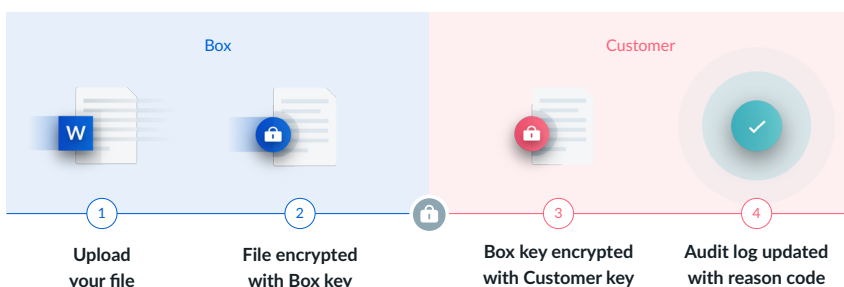 Box
Customer
W
1
2
3
4
Upload
your file
File encrypted
with Box key
Box key encrypted
with Customer key
Audit log updated
with reason code